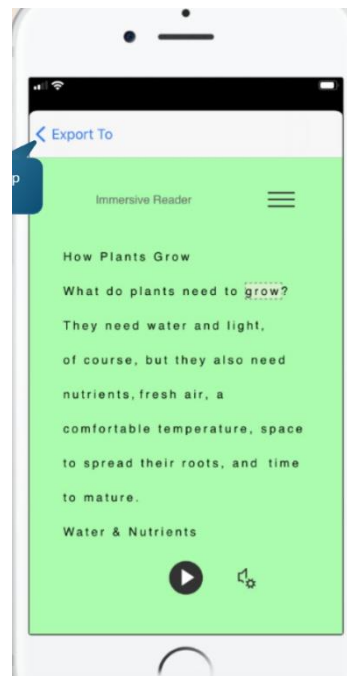 Export To
p
Immersive Reader
How Plants Grow
What do plants need to grow?
They need water and light,
of course, but they also need
nutrients, fresh air, a
comfortable temperature, space
to spread their roots, and time
to mature.
Water & Nutrients